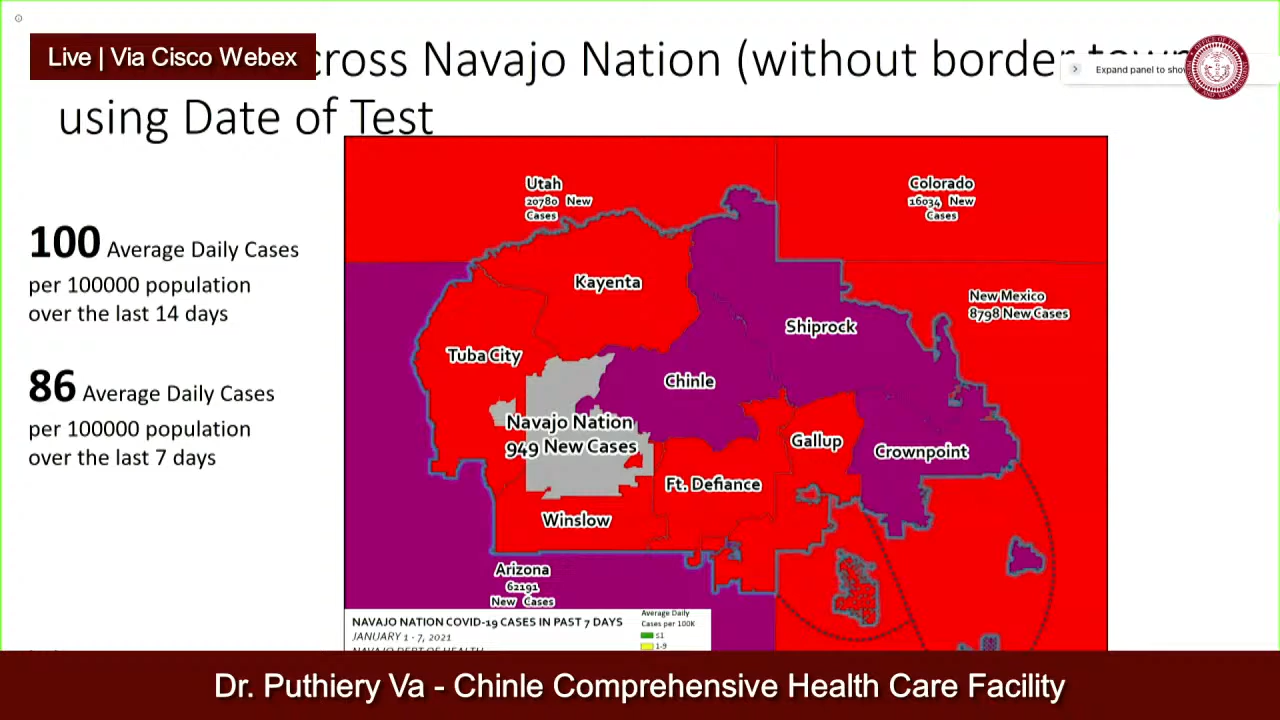 Live | Via Cisco Webex
cross Navajo Nation (without border town
using Date of Test
Expand panel to sho
100 Average Daily Cases
per 100000 population
over the last 14 days
86 Average Daily Cases
per 100000 population
over the last 7 days
Utah
20780 New
Cases
Colorado
16034 New
Cases
Kayenta
New Mexico
8798 New Cases
Shiprock
Tuba City
Chinle
Navajo Nation
949 New Cases
Gallup
Crownpoint
Ft. Defiance
Winslow
Arizona
62191
New Cases
NAVAJO NATION COVID-19 CASES IN PAST 7 DAYS
JANUARY 1 - 7, 2021
NAVAJO DEPT OF HEALTH
Average Daily
Cases per 100K
≤1
1-9
Dr. Puthiery Va - Chinle Comprehensive Health Care Facility